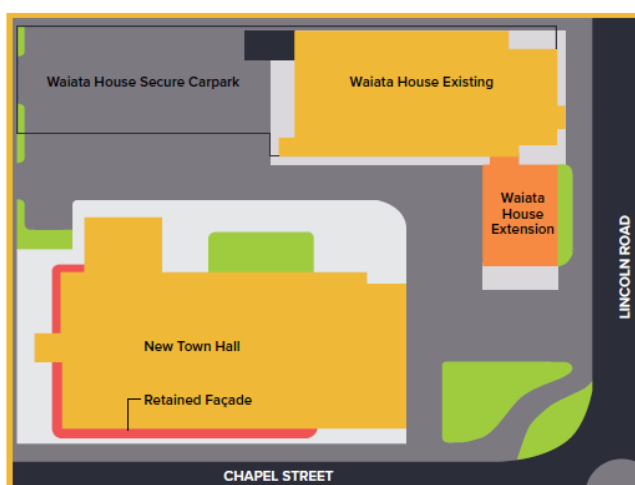 Waiata House Secure Carpark
Waiata House Existing
Waiata
House
Extension
LINCOLN ROAD
New Town Hall
Retained Façade
CHAPEL STREET